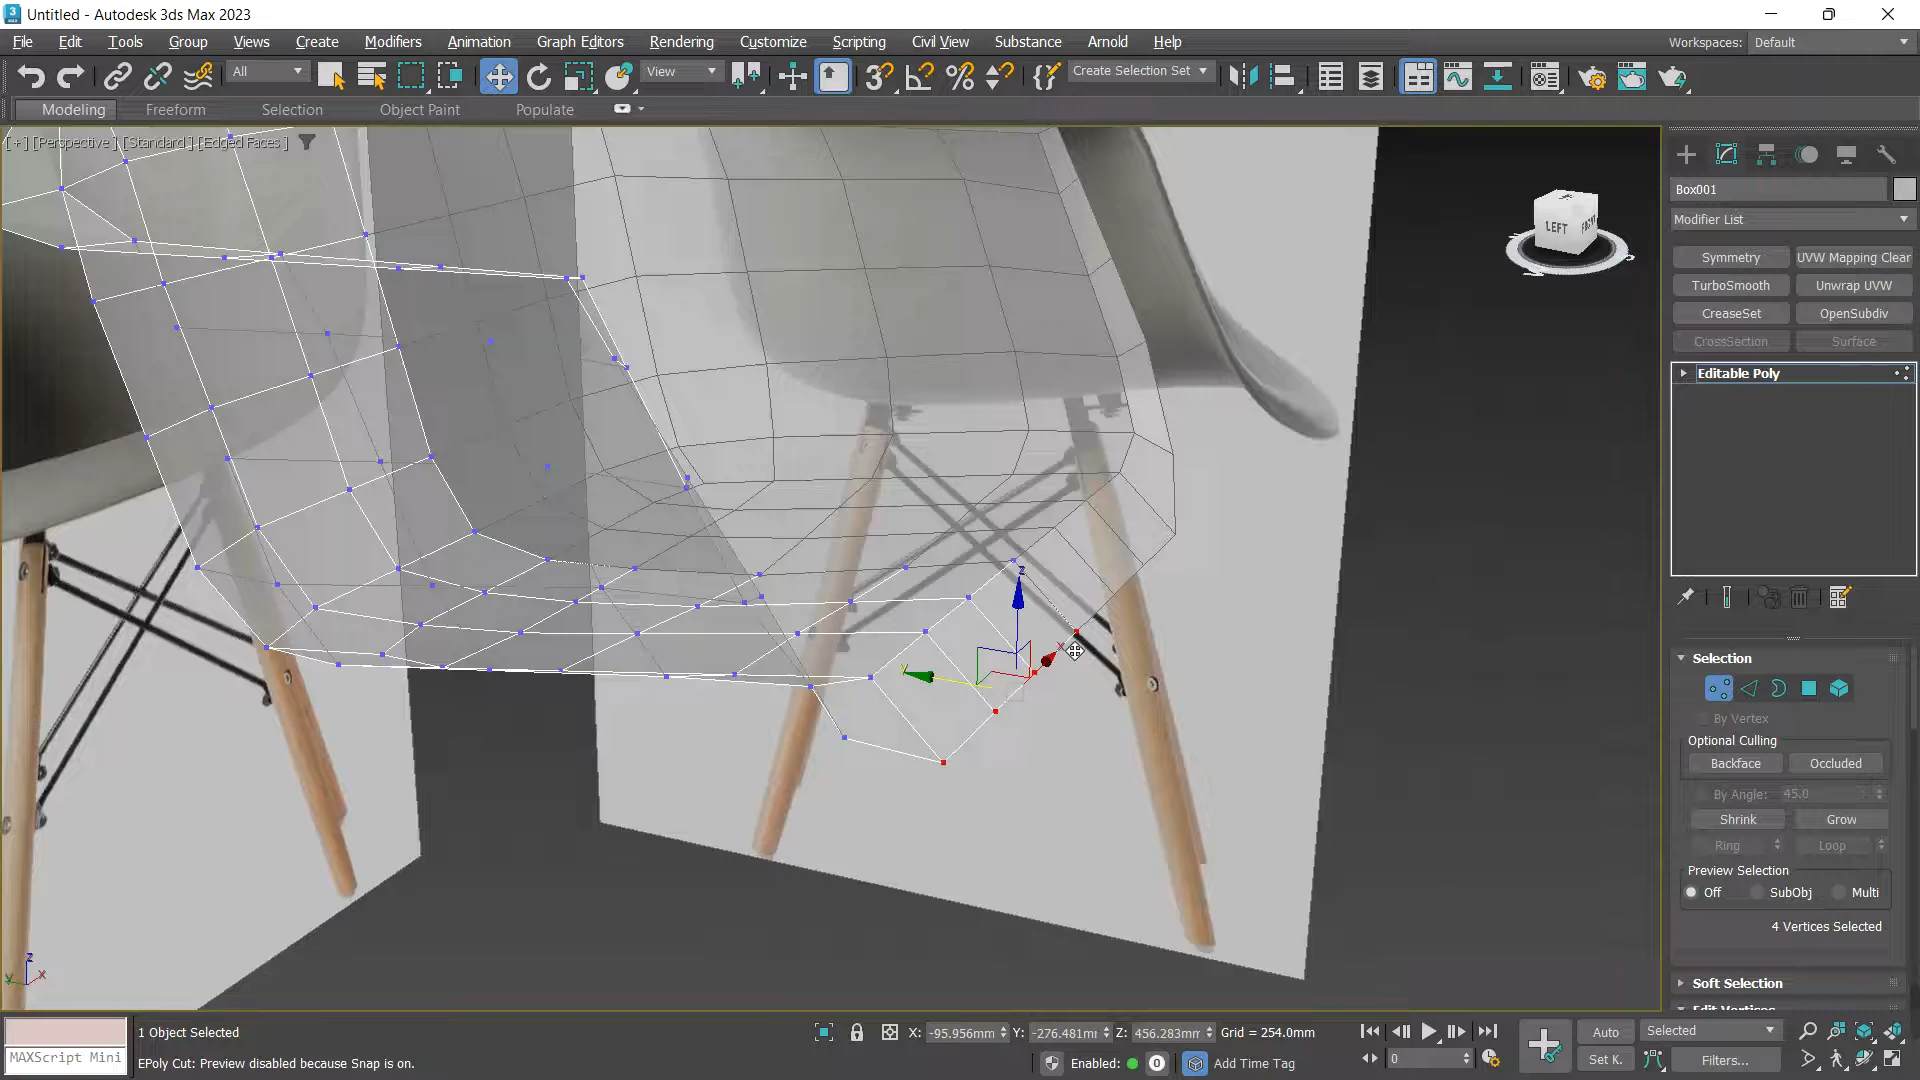 Untitled - Autodesk 3ds Max 2023
File Edit Tools Group Views Create Modifiers Animation Graph Editors Rendering Customize Scripting Civil View Substance Arnold Help
Workspaces: Default
All
View
Create Selection Set
Modeling Freeform Selection Object Paint Populate
[ + ] [Perspective ] [Standard ] [Edged Faces ]
LEFT
Box001
Modifier List
Symmetry UVW Mapping Clear
TurboSmooth Unwrap UVW
CreaseSet OpenSubdiv
CrossSection Surface
Editable Poly
Selection
By Vertex
Optional Culling
Backface Occluded
By Angle: 45.0
Shrink Grow
Ring Loop
Preview Selection
Off SubObj Multi
4 Vertices Selected
Soft Selection
Edit Vertices
z
x
y
z
y x
MAXScript Mini
1 Object Selected
EPoly Cut: Preview disabled because Snap is on.
X: -95.956mm Y: -276.481mm Z: 456.283mm Grid = 254.0mm
Enabled: 0 Add Time Tag
0
Auto Selected
Set K. Filters...